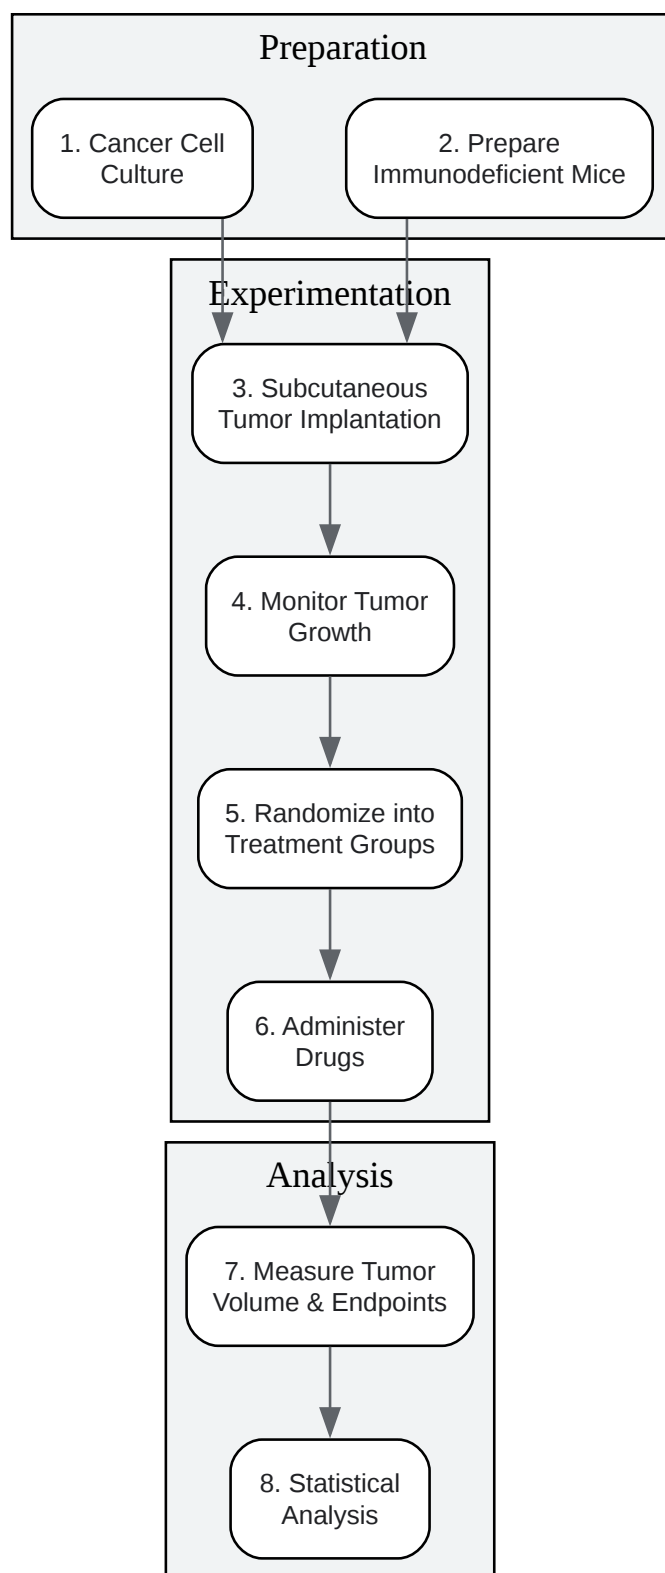 Preparation
1. Cancer Cell
Culture
2. Prepare
Immunodeficient Mice
Experimentation
3. Subcutaneous
Tumor Implantation
4. Monitor Tumor
Growth
5. Randomize into
Treatment Groups
6. Administer
Drugs
Analysis
7. Measure Tumor
Volume & Endpoints
8. Statistical
Analysis